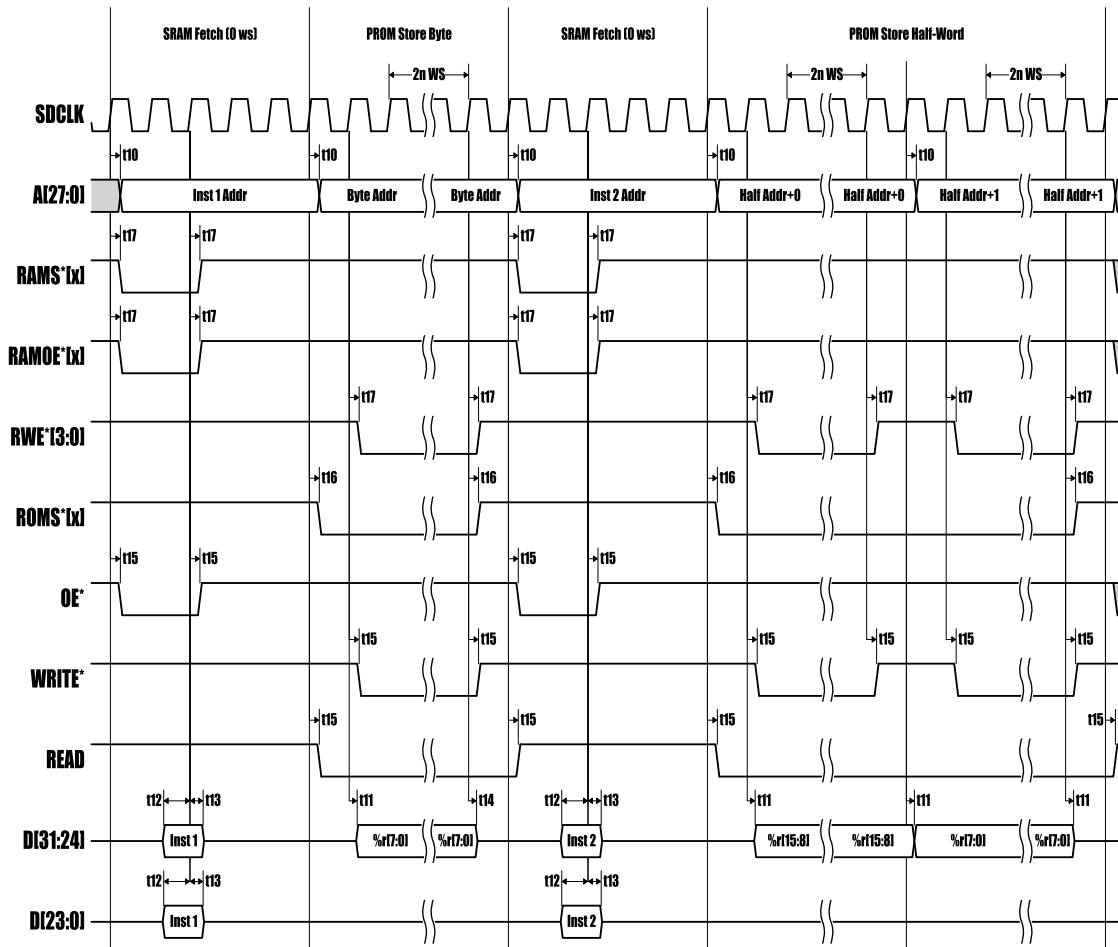 SRAM Fetch (0 ws) PROM Store Byte SRAM Fetch (0 ws) PROM Store Half-Word
2n WS 2n WS 2n WS
SDCLK
t10 t10 t10 t10 t10
A[27:0] Inst 1 Addr Byte Addr Byte Addr Inst 2 Addr Half Addr+0 Half Addr+0 Half Addr+1 Half Addr+1
t17 t17 t17 t17
RAMS*[x]
t17 t17 t17 t17
RAMOE*[x]
t17 t17 t17 t17 t17 t17
RWE*[3:0]
t16 t16 t16 t16
ROMS*[x]
t15 t15 t15 t15
OE*
t15 t15 t15 t15 t15 t15
WRITE*
t15 t15 t15 t15
READ
t12 t13 t11 t14 t12 t13 t11 t11 t11
D[31:24] Inst 1 %r[7:0] %r[7:0] Inst 2 %r[15:8] %r[15:8] %r[7:0] %r[7:0]
t12 t13 t12 t13
D[23:0] Inst 1 Inst 2